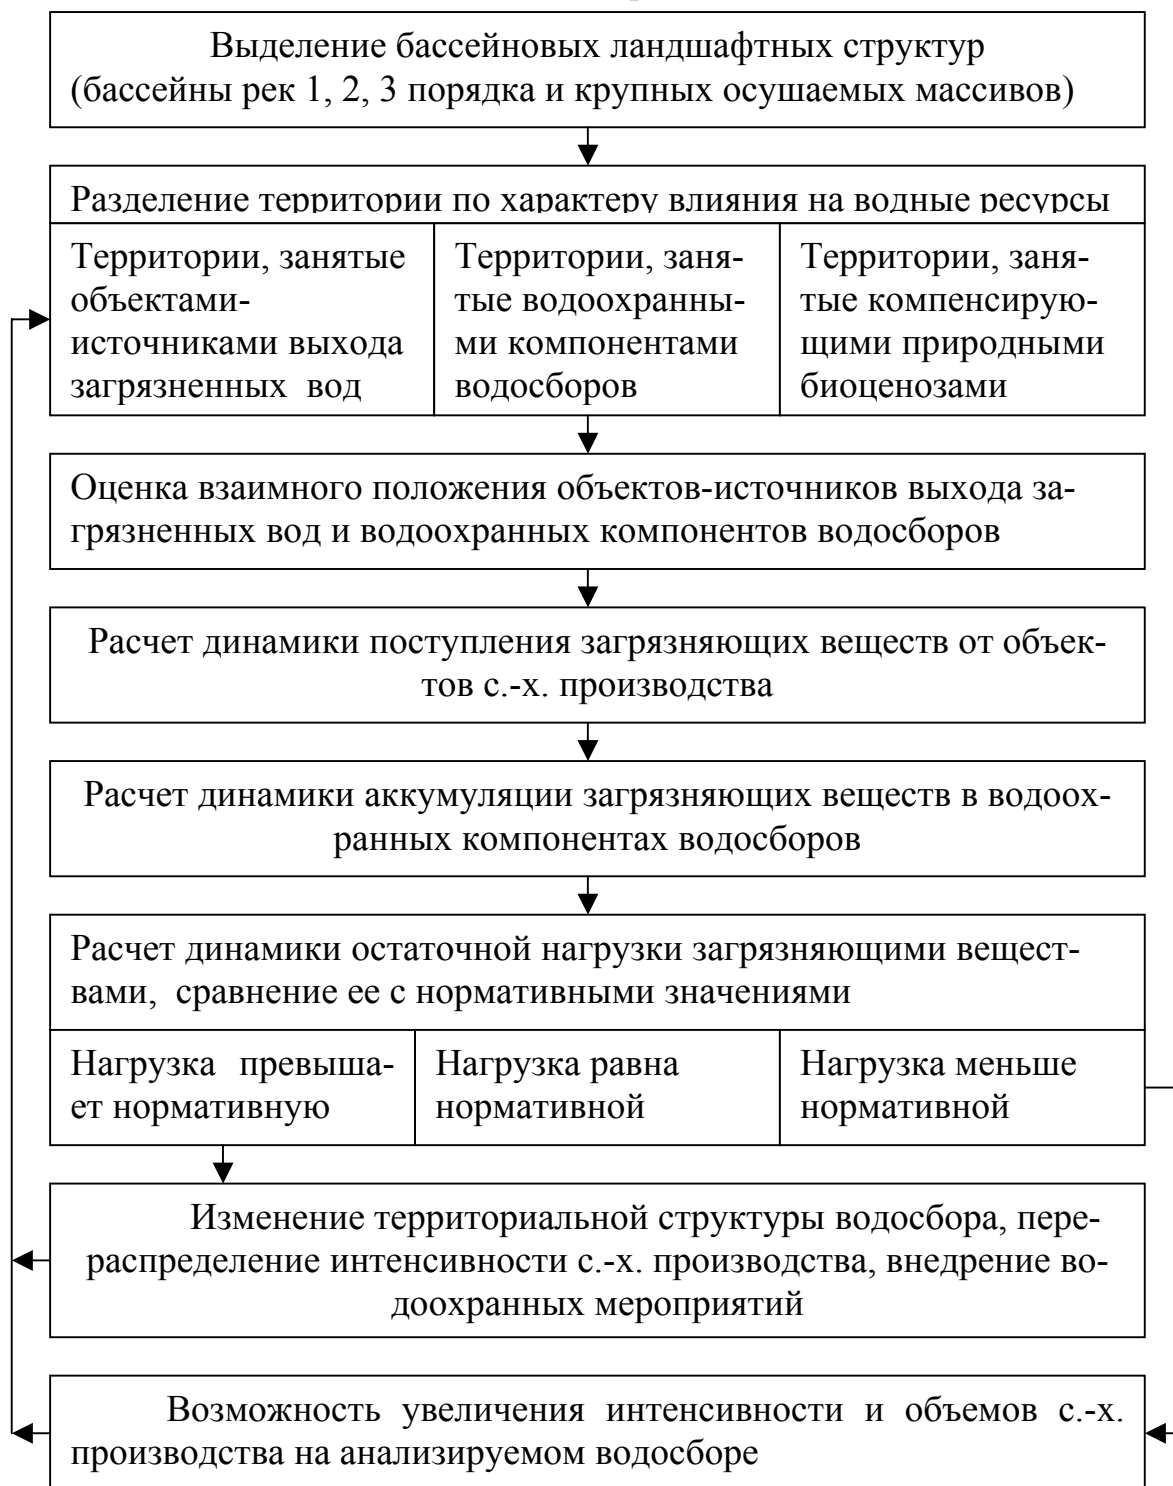 Выделение бассейновых ландшафтных структур
(бассейны рек 1, 2, 3 порядка и крупных осушаемых массивов)
Разделение территории по характеру влияния на водные ресурсы
Территории, занятые
объектами-
источниками выхода
загрязненных вод
Территории, заня-
тые водоохранны-
ми компонентами
водосборов
Территории, заня-
тые компенсирую-
щими природными
биоценозами
Оценка взаимного положения объектов-источников выхода за-
грязненных вод и водоохранных компонентов водосборов
Расчет динамики поступления загрязняющих веществ от объек-
тов с.-х. производства
Расчет динамики аккумуляции загрязняющих веществ в водоох-
ранных компонентах водосборов
Расчет динамики остаточной нагрузки загрязняющими вещест-
вами, сравнение ее с нормативными значениями
Нагрузка превыша-
ет нормативную
Нагрузка равна
нормативной
Нагрузка меньше
нормативной
Изменение территориальной структуры водосбора, пере-
распределение интенсивности с.-х. производства, внедрение во-
доохранных мероприятий
Возможность увеличения интенсивности и объемов с.-х.
производства на анализируемом водосборе